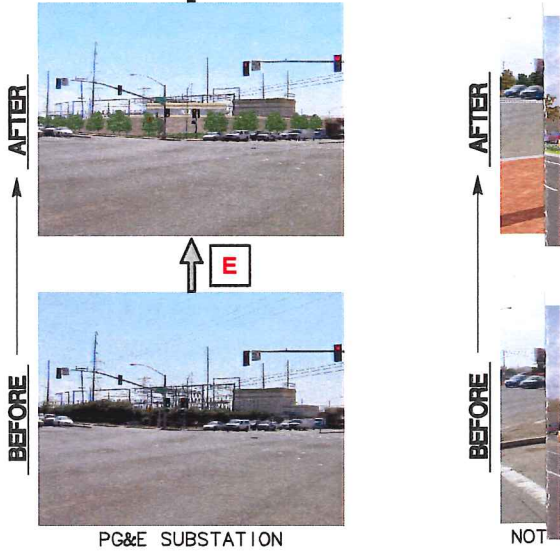 AFTER
E
BEFORE
PG&E SUBSTATION
AFTER
BEFORE
NOT